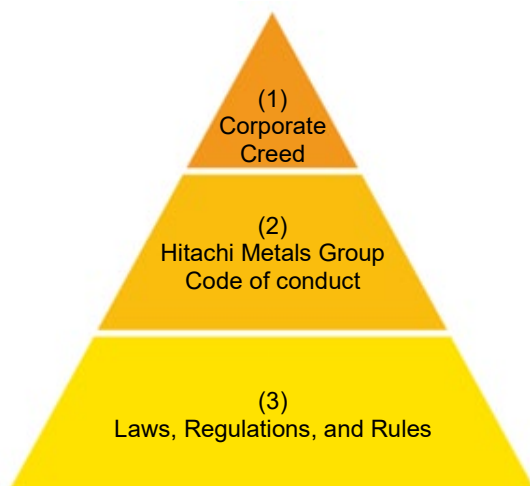 (1)
Corporate
Creed
(2)
Hitachi Metals Group
Code of conduct
(3)
Laws, Regulations, and Rules